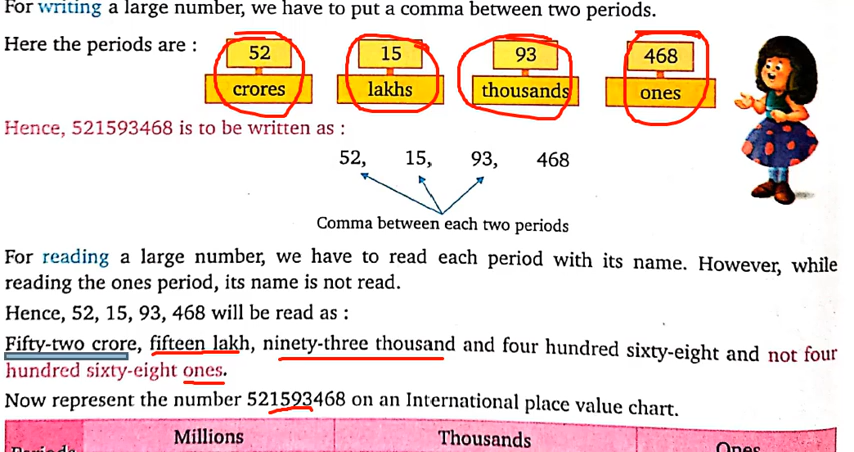 For writing a large number, we have to put a comma between two periods.
Here the periods are : 52 15 93 468
crores lakhs thousands ones
Hence, 521593468 is to be written as :
52, 15, 93, 468
Comma between each two periods
For reading a large number, we have to read each period with its name. However, while
reading the ones period, its name is not read.
Hence, 52, 15, 93, 468 will be read as :
Fifty-two crore, fifteen lakh, ninety-three thousand and four hundred sixty-eight and not four
hundred sixty-eight ones.
Now represent the number 521593468 on an International place value chart.
Millions Thousands Ones
Periods